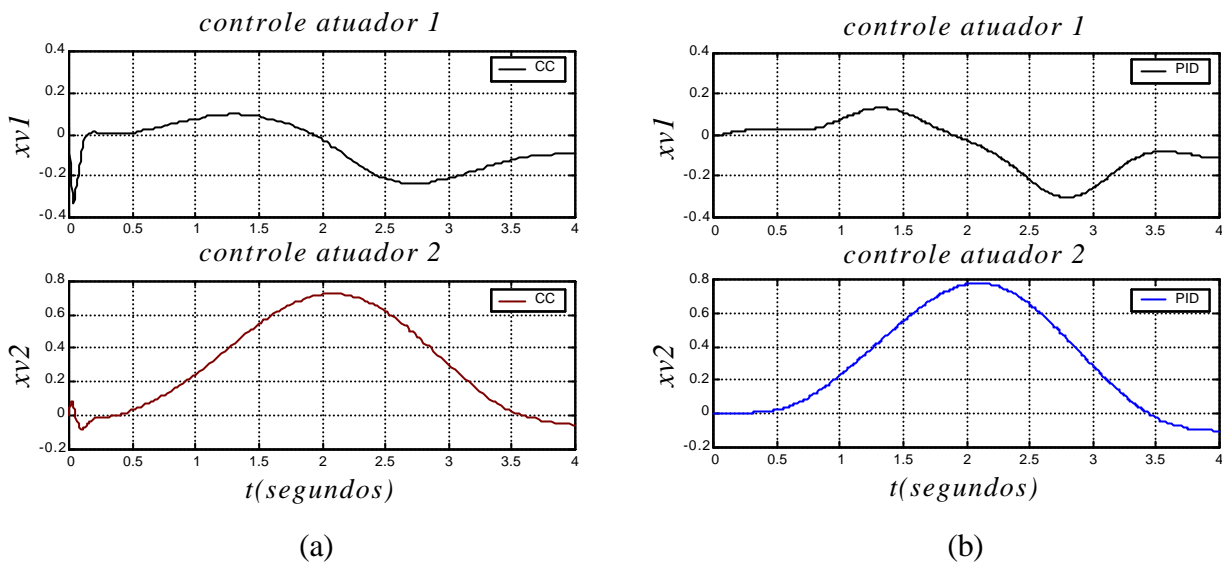 controle atuador 1
0.4
CC
0.2
0
-0.2
-0.4
xv1
0 0.5 1 1.5 2 2.5 3 3.5 4
controle atuador 2
0.8
CC
0.6
0.4
0.2
0
-0.2
xv2
0 0.5 1 1.5 2 2.5 3 3.5 4
t(segundos)
(a)
controle atuador 1
0.4
PID
0.2
0
-0.2
-0.4
xv1
0 0.5 1 1.5 2 2.5 3 3.5 4
controle atuador 2
0.8
PID
0.6
0.4
0.2
0
-0.2
xv2
0 0.5 1 1.5 2 2.5 3 3.5 4
t(segundos)
(b)